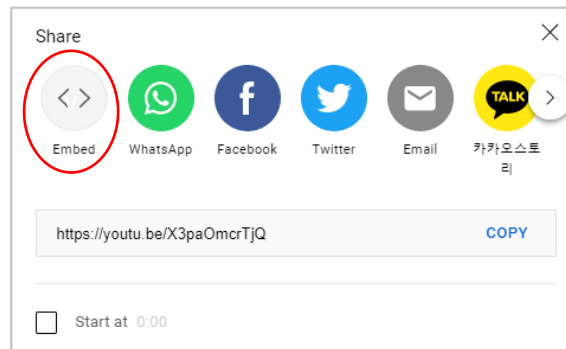 Share
Embed WhatsApp Facebook Twitter Email 카카오스토
리
TALK
https://youtu.be/X3paOmcrTjQ COPY
Start at 0:00